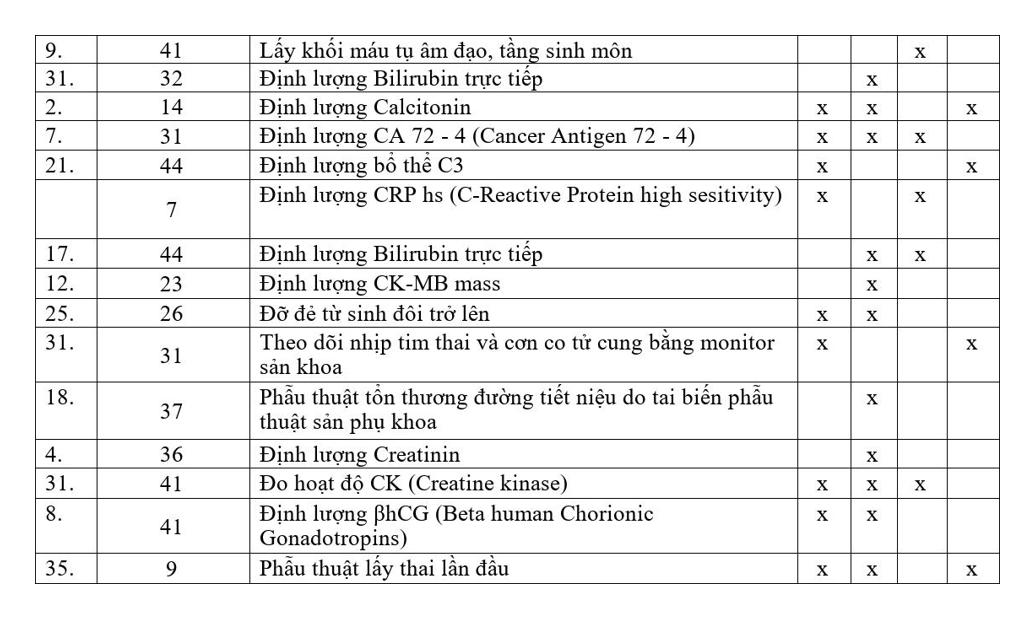 9. 41 Lấy khối máu tụ âm đạo, tầng sinh môn x
31. 32 Định lượng Bilirubin trực tiếp x
2. 14 Định lượng Calcitonin x x x
7. 31 Định lượng CA 72 - 4 (Cancer Antigen 72 - 4) x x x
21. 44 Định lượng bổ thể C3 x x
7 Định lượng CRP hs (C-Reactive Protein high sesitivity) x x
17. 44 Định lượng Bilirubin trực tiếp x x
12. 23 Định lượng CK-MB mass x
25. 26 Đỡ đẻ từ sinh đôi trở lên x x
31. 31 Theo dõi nhịp tim thai và cơn co tử cung bằng monitor x x
sản khoa
18. 37 Phẫu thuật tổn thương đường tiết niệu do tai biến phẫu x
thuật sản phụ khoa
4. 36 Định lượng Creatinin x
31. 41 Đo hoạt độ CK (Creatine kinase) x x x
8. 41 Định lượng βhCG (Beta human Chorionic x x
Gonadotropins)
35. 9 Phẫu thuật lấy thai lần đầu x x x